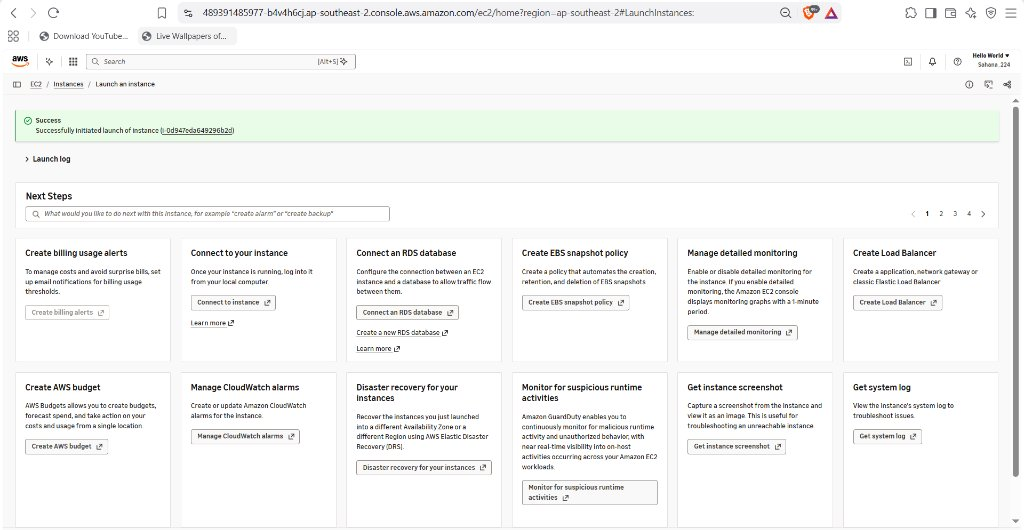 489391485977-b4v4h6cj.ap-southeast-2.console.aws.amazon.com/ec2/home?region=ap-southeast-2#LaunchInstances:
99+
Download YouTube...
Live Wallpapers of...
aws
Search
[Alt+S]
Hello World
Sahana_224
EC2 / Instances / Launch an instance
Success
Successfully initiated launch of instance (i-0d947eda649296b2d)
Launch log
Next Steps
What would you like to do next with this instance, for example "create alarm" or "create backup"
1 2 3 4
Create billing usage alerts
To manage costs and avoid surprise bills, set
up email notifications for billing usage
thresholds.
Create billing alerts
Connect to your instance
Once your instance is running, log into it
from your local computer.
Connect to instance
Learn more
Connect an RDS database
Configure the connection between an EC2
instance and a database to allow traffic flow
between them.
Connect an RDS database
Create a new RDS database
Learn more
Create EBS snapshot policy
Create a policy that automates the creation,
retention, and deletion of EBS snapshots
Create EBS snapshot policy
Manage detailed monitoring
Enable or disable detailed monitoring for
the instance. If you enable detailed
monitoring, the Amazon EC2 console
displays monitoring graphs with a 1-minute
period.
Manage detailed monitoring
Create Load Balancer
Create a application, network gateway or
classic Elastic Load Balancer
Create Load Balancer
Create AWS budget
AWS Budgets allows you to create budgets,
forecast spend, and take action on your
costs and usage from a single location.
Create AWS budget
Manage CloudWatch alarms
Create or update Amazon CloudWatch
alarms for the instance.
Manage CloudWatch alarms
Disaster recovery for your
instances
Recover the instances you just launched
into a different Availability Zone or a
different Region using AWS Elastic Disaster
Recovery (DRS).
Disaster recovery for your instances
Monitor for suspicious runtime
activities
Amazon GuardDuty enables you to
continuously monitor for malicious runtime
activity and unauthorized behavior, with
near real-time visibility into on-host
activities occurring across your Amazon EC2
workloads.
Monitor for suspicious runtime
activities
Get instance screenshot
Capture a screenshot from the instance and
view it as an image. This is useful for
troubleshooting an unreachable instance.
Get instance screenshot
Get system log
View the instance's system log to
troubleshoot issues.
Get system log